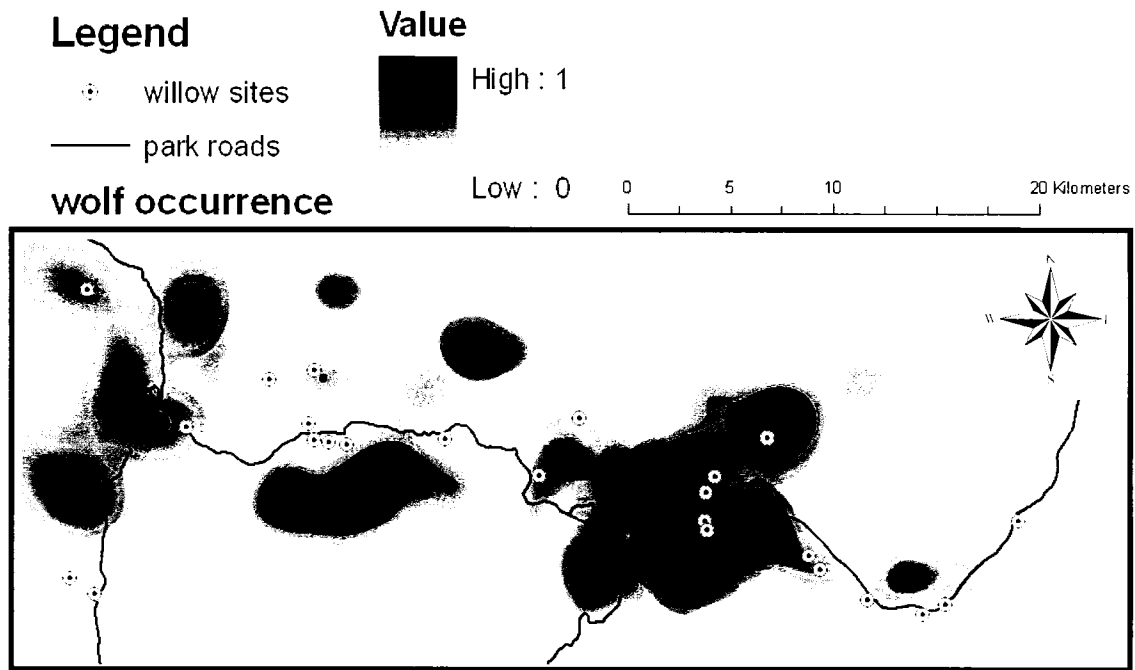 Legend
willow sites
park roads
wolf occurrence
Value
High : 1
Low : 0
0 5 10 20 Kilometers
N
W
S